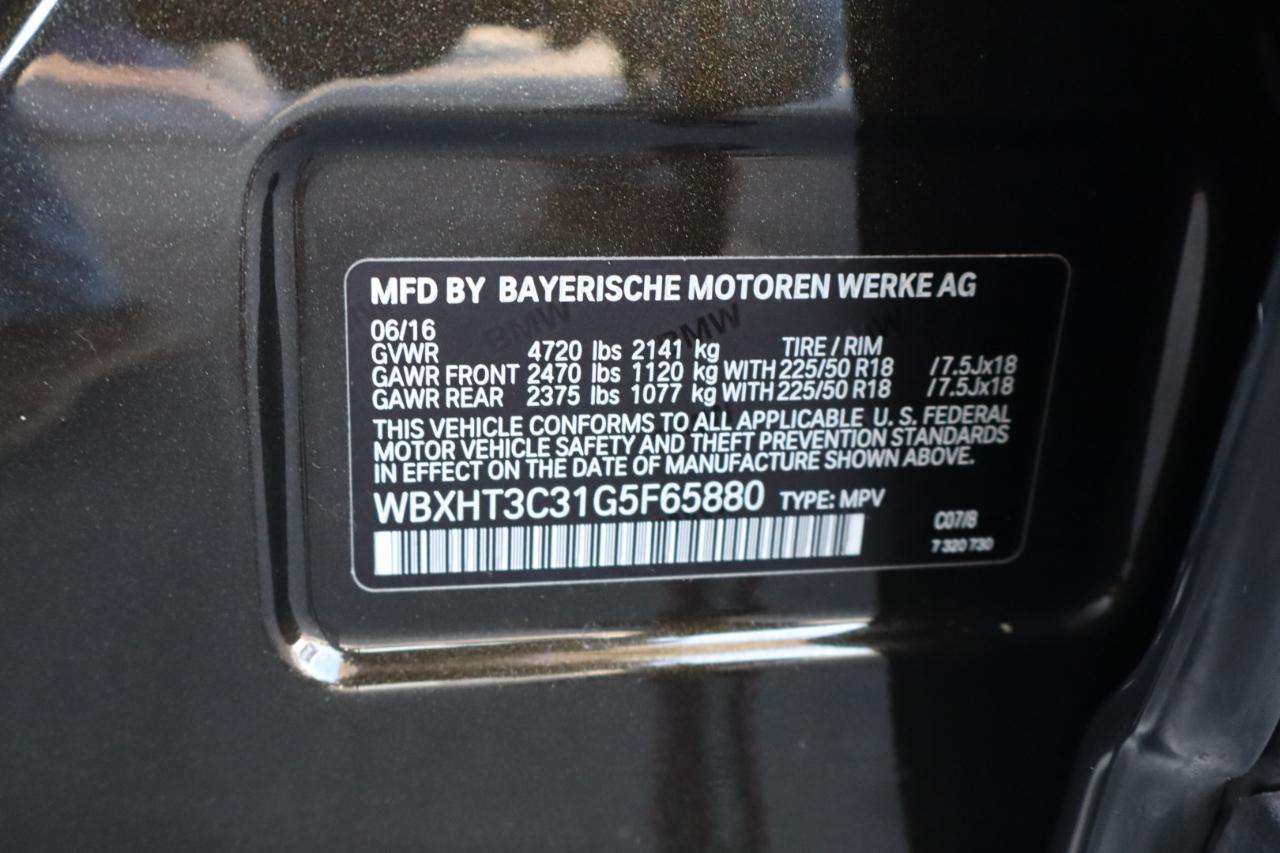 MFD BY BAYERISCHE MOTOREN WERKE AG
06/16
GVWR 4720 lbs 2141 kg TIRE / RIM
GAWR FRONT 2470 lbs 1120 kg WITH 225/50 R18 /7.5Jx18
GAWR REAR 2375 lbs 1077 kg WITH 225/50 R18 /7.5Jx18
THIS VEHICLE CONFORMS TO ALL APPLICABLE U. S. FEDERAL
MOTOR VEHICLE SAFETY AND THEFT PREVENTION STANDARDS
IN EFFECT ON THE DATE OF MANUFACTURE SHOWN ABOVE.
WBXHT3C31G5F65880 TYPE: MPV
C07/8
7 320 730
BMW
BMW
BMW